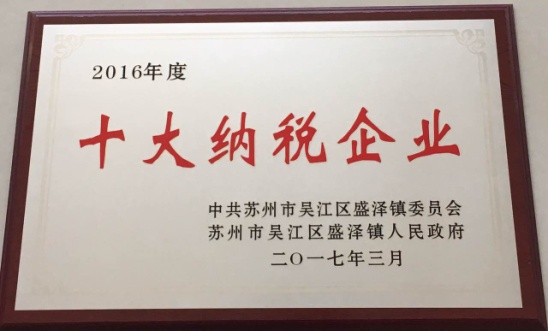 2016年度
十大纳税企业
中共苏州市吴江区盛泽镇委员会
苏州市吴江区盛泽镇人民政府
二〇一七年三月